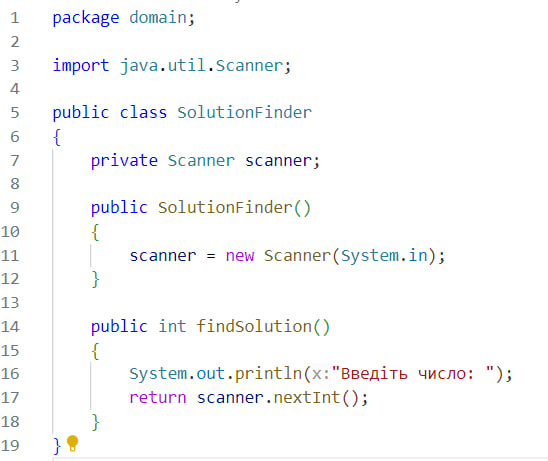 1 package domain;
2
3 import java.util.Scanner;
4
5 public class SolutionFinder
6 {
7     private Scanner scanner;
8
9     public SolutionFinder()
10     {
11         scanner = new Scanner(System.in);
12     }
13
14     public int findSolution()
15     {
16         System.out.println(x:"Введіть число: ");
17         return scanner.nextInt();
18     }
19 }